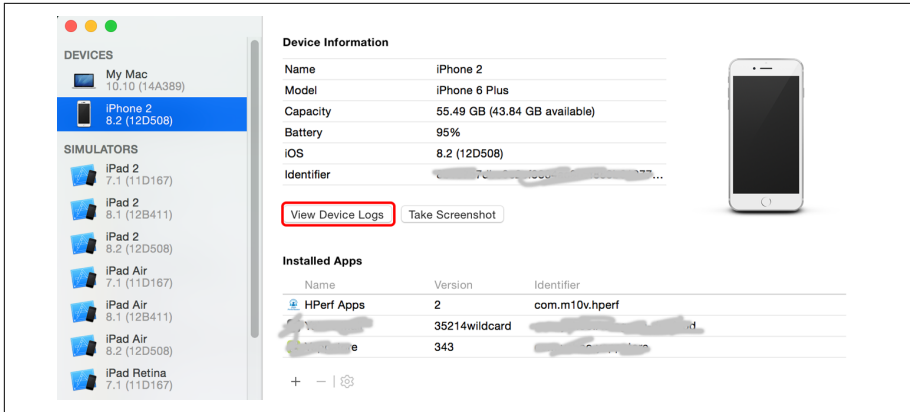 DEVICES
My Mac
10.10 (14A389)
iPhone 2
8.2 (12D508)
SIMULATORS
iPad 2
7.1 (11D167)
iPad 2
8.1 (12B411)
iPad 2
8.2 (12D508)
iPad Air
7.1 (11D167)
iPad Air
8.1 (12B411)
iPad Air
8.2 (12D508)
iPad Retina
7.1 (11D167)
Device Information
Name iPhone 2
Model iPhone 6 Plus
Capacity 55.49 GB (43.84 GB available)
Battery 95%
iOS 8.2 (12D508)
Identifier
View Device Logs Take Screenshot
Installed Apps
Name Version Identifier
HPerf Apps 2 com.m10v.hperf
35214wildcard
343